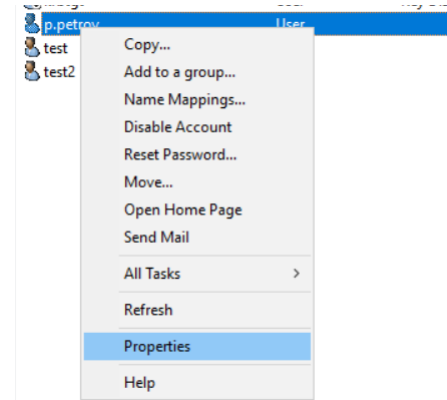 p.petrov User
test
test2
Copy...
Add to a group...
Name Mappings...
Disable Account
Reset Password...
Move...
Open Home Page
Send Mail
All Tasks >
Refresh
Properties
Help